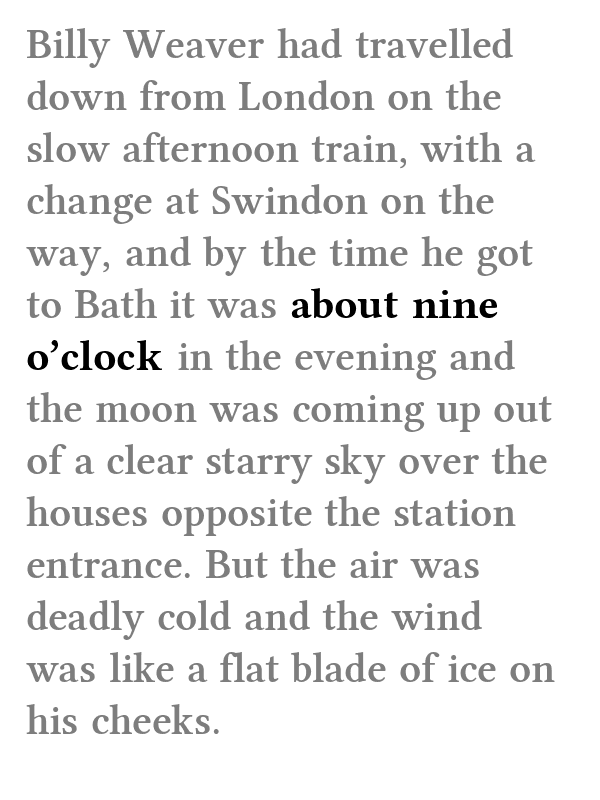 Billy Weaver had travelled
down from London on the
slow afternoon train, with a
change at Swindon on the
way, and by the time he got
to Bath it was about nine
o’clock in the evening and
the moon was coming up out
of a clear starry sky over the
houses opposite the station
entrance. But the air was
deadly cold and the wind
was like a flat blade of ice on
his cheeks.